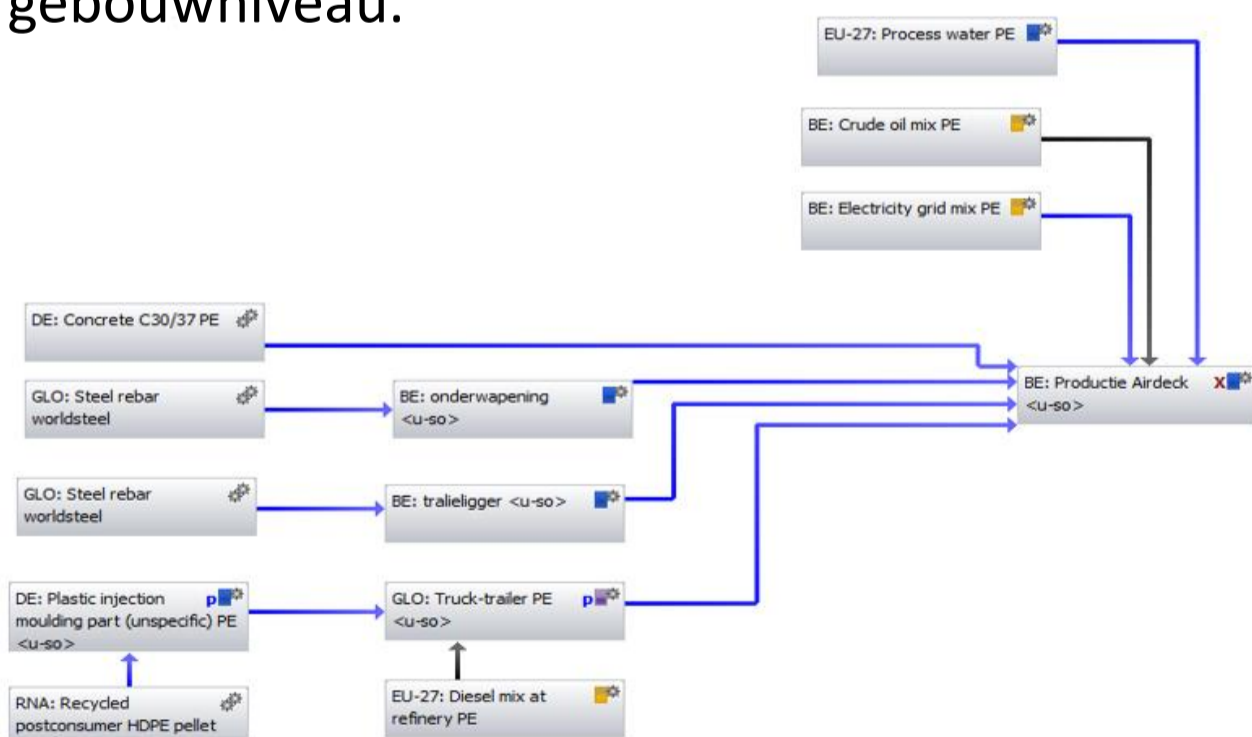 gebouwniveau.
EU-27: Process water PE
BE: Crude oil mix PE
BE: Electricity grid mix PE
DE: Concrete C30/37 PE
GLO: Steel rebar
worldsteel
BE: onderwapening
<u-so>
BE: Productie Airdeck X
<u-so>
GLO: Steel rebar
worldsteel
BE: tralieligger <u-so>
DE: Plastic injection p
moulding part (unspecific) PE
<u-so>
GLO: Truck-trailer PE p
<u-so>
RNA: Recycled
postconsumer HDPE pellet
EU-27: Diesel mix at
refinery PE